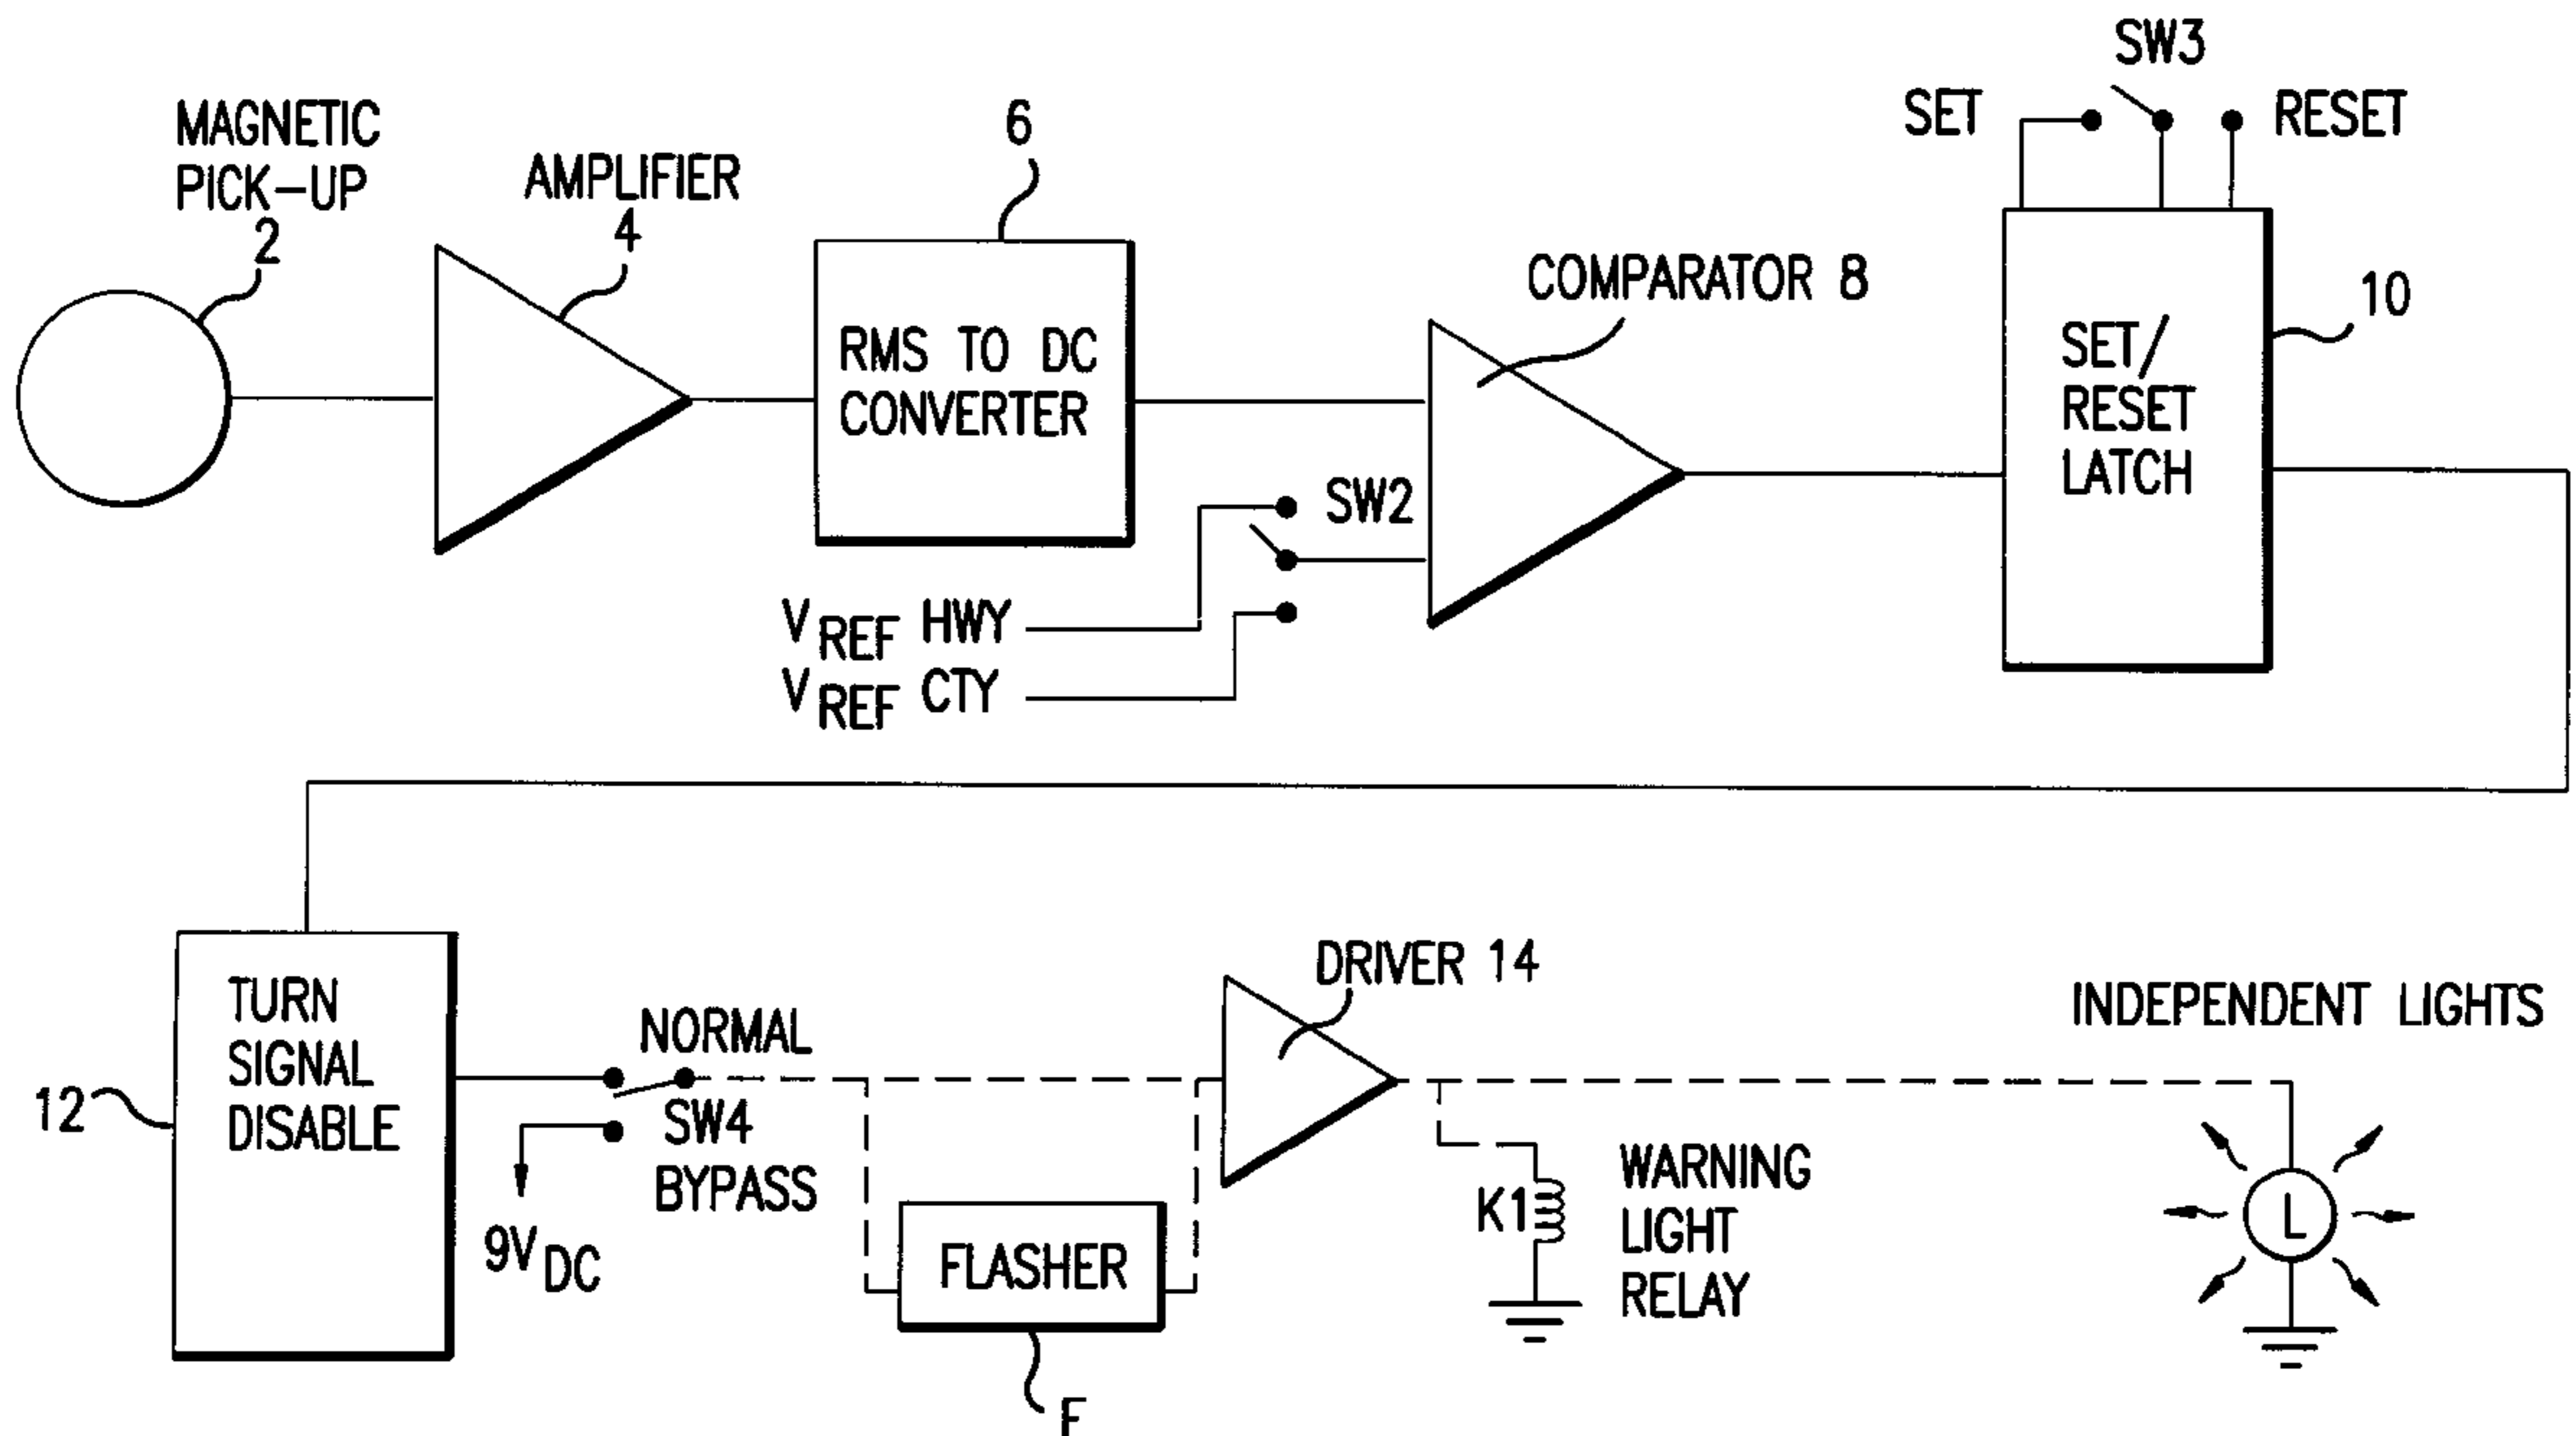 SW3
SET
RESET
MAGNETIC
PICK-UP
2
AMPLIFIER
4
6
RMS TO DC
CONVERTER
COMPARATOR 8
SET/
RESET
LATCH
10
SW2
VREF HWY
VREF CTY
TURN
SIGNAL
DISABLE
12
NORMAL
SW4
BYPASS
9VDC
FLASHER
F
DRIVER 14
K1
WARNING
LIGHT
RELAY
INDEPENDENT LIGHTS
L